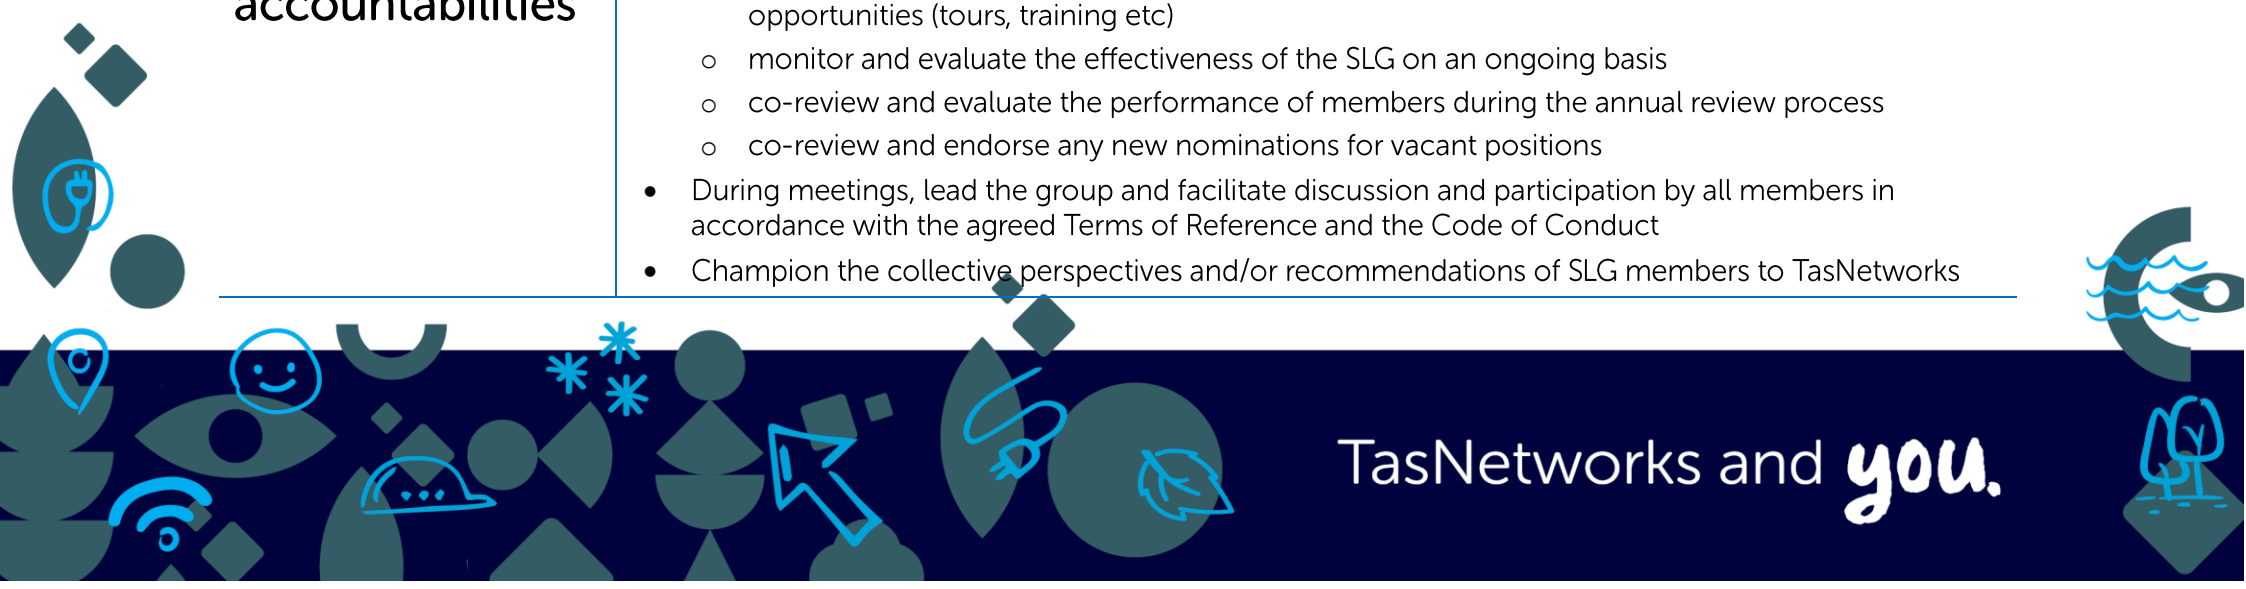 accountabilities
opportunities (tours, training etc)
o monitor and evaluate the effectiveness of the SLG on an ongoing basis
o co-review and evaluate the performance of members during the annual review process
o co-review and endorse any new nominations for vacant positions
• During meetings, lead the group and facilitate discussion and participation by all members in
accordance with the agreed Terms of Reference and the Code of Conduct
• Champion the collective perspectives and/or recommendations of SLG members to TasNetworks
TasNetworks and you.